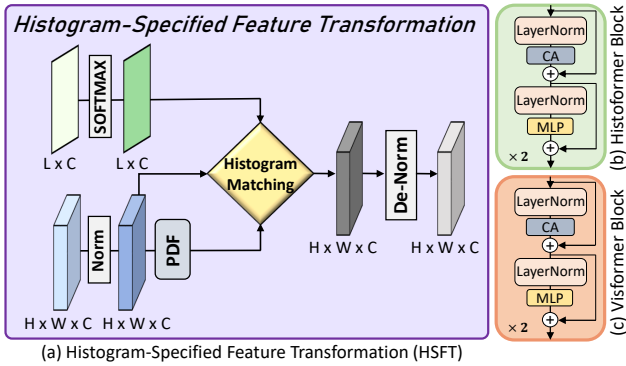 Histogram-Specified Feature Transformation
SOFTMAX
L x C
L x C
Histogram
Matching
Norm
PDF
De-Norm
H x W x C
H x W x C
H x W x C
H x W x C
(a) Histogram-Specified Feature Transformation (HSFT)
LayerNorm
CA
+
LayerNorm
MLP
+
× 2
(b) Histoformer Block
LayerNorm
CA
+
LayerNorm
MLP
+
× 2
(c) Visformer Block